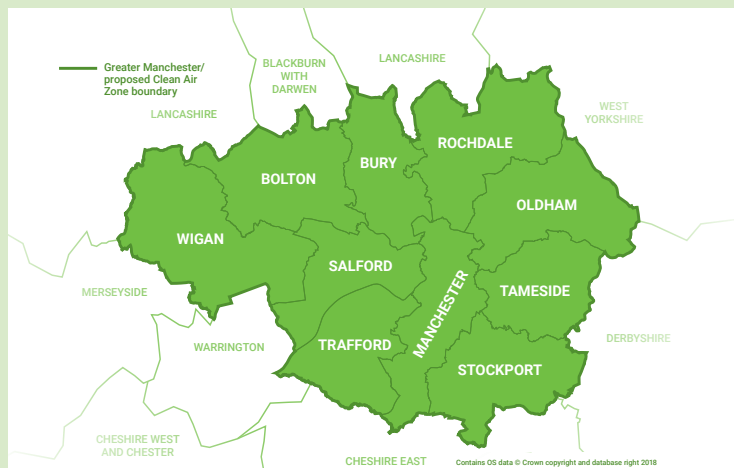 Greater Manchester/
proposed Clean Air
Zone boundary
LANCASHIRE
BLACKBURN
WITH
DARWEN
LANCASHIRE
WEST
YORKSHIRE
ROCHDALE
BURY
BOLTON
OLDHAM
WIGAN
SALFORD
MANCHESTER
TAMESIDE
MERSEYSIDE
WARRINGTON
TRAFFORD
DERBYSHIRE
STOCKPORT
CHESHIRE WEST
AND CHESTER
CHESHIRE EAST
Contains OS data © Crown copyright and database right 2018